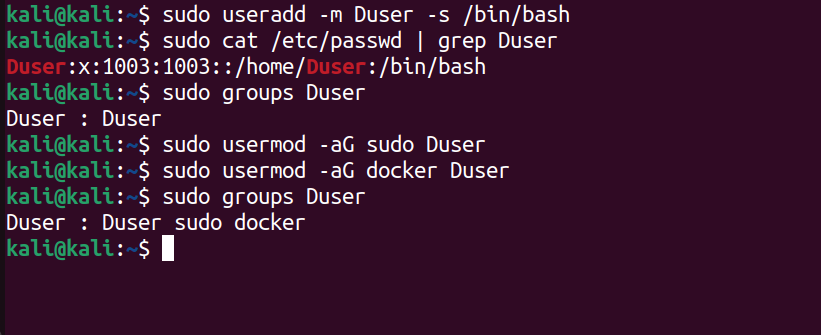 kali@kali:~$ sudo useradd -m Duser -s /bin/bash
kali@kali:~$ sudo cat /etc/passwd | grep Duser
Duser:x:1003:1003::/home/Duser:/bin/bash
kali@kali:~$ sudo groups Duser
Duser : Duser
kali@kali:~$ sudo usermod -aG sudo Duser
kali@kali:~$ sudo usermod -aG docker Duser
kali@kali:~$ sudo groups Duser
Duser : Duser sudo docker
kali@kali:~$